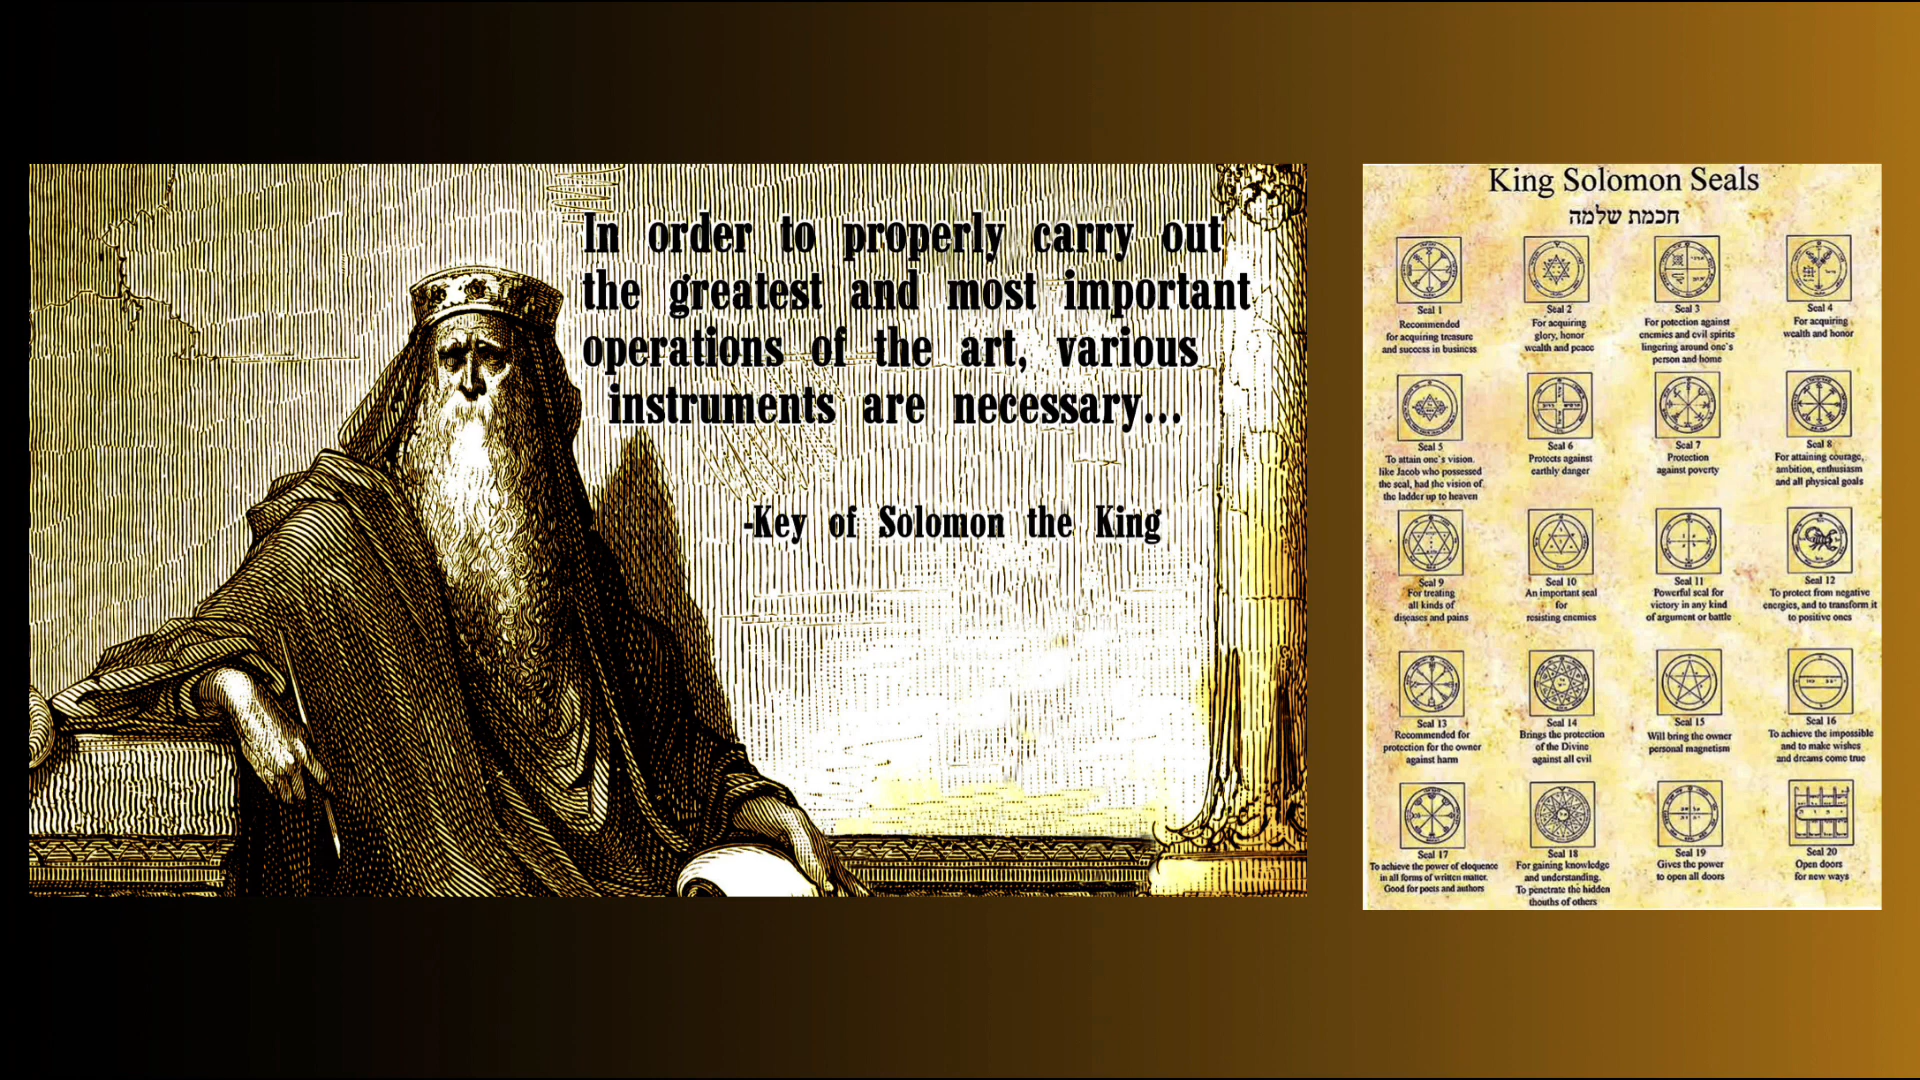 In order to properly carry out
the greatest and most important
operations of the art, various
instruments are necessary...
-Key of Solomon the King
King Solomon Seals
חכמת שלמה
Seal 1
Recommended
for acquiring treasure
and success in business
Seal 2
For acquiring
glory, honor
wealth and peace
Seal 3
For potection against
enemies and evil spirits
lingering around one's
person and home
Seal 4
For acquiring
wealth and honor
Seal 5
To attain one's vision.
like Jacob who possessed
the seal, had the vision of
the ladder up to heaven
Seal 6
Protects against
earthly danger
Seal 7
Protection
against poverty
Seal 8
For attaining courage,
ambition, enthusiasm
and all physical goals
Seal 9
For treating
all kinds of
diseases and pains
Seal 10
An important seal
for
resisting enemies
Seal 11
Powerful seal for
victory in any kind
of argument or battle
Seal 12
To protect from negative
energies, and to transform it
to positive ones
Seal 13
Recommended for
protection for the owner
against harm
Seal 14
Brings the protection
of the Divine
against all evil
Seal 15
Will bring the owner
personal magnetism
Seal 16
To achieve the impossible
and to make wishes
and dreams come true
Seal 17
To achieve the power of eloquence
in all forms of written matter.
Good for poets and authors
Seal 18
For gaining knowledge
and understanding.
To penetrate the hidden
thouths of others
Seal 19
Gives the power
to open all doors
Seal 20
Open doors
for new ways